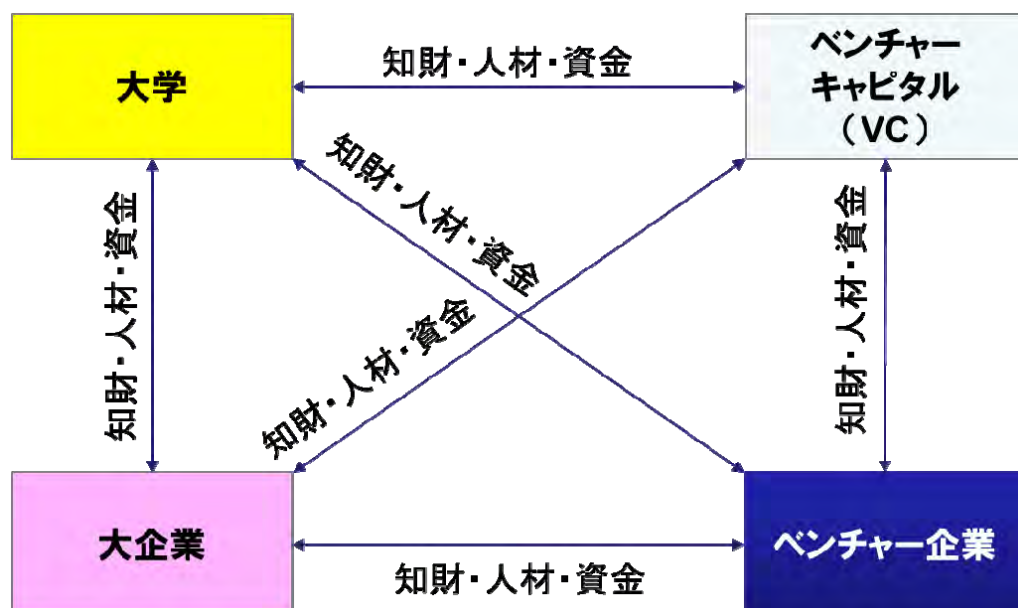 大学
知財・人材・資金
ベンチャー
キャピタル
（VC）
知財・人材・資金
知財・人材・資金
知財・人材・資金
知財・人材・資金
大企業
知財・人材・資金
ベンチャー企業